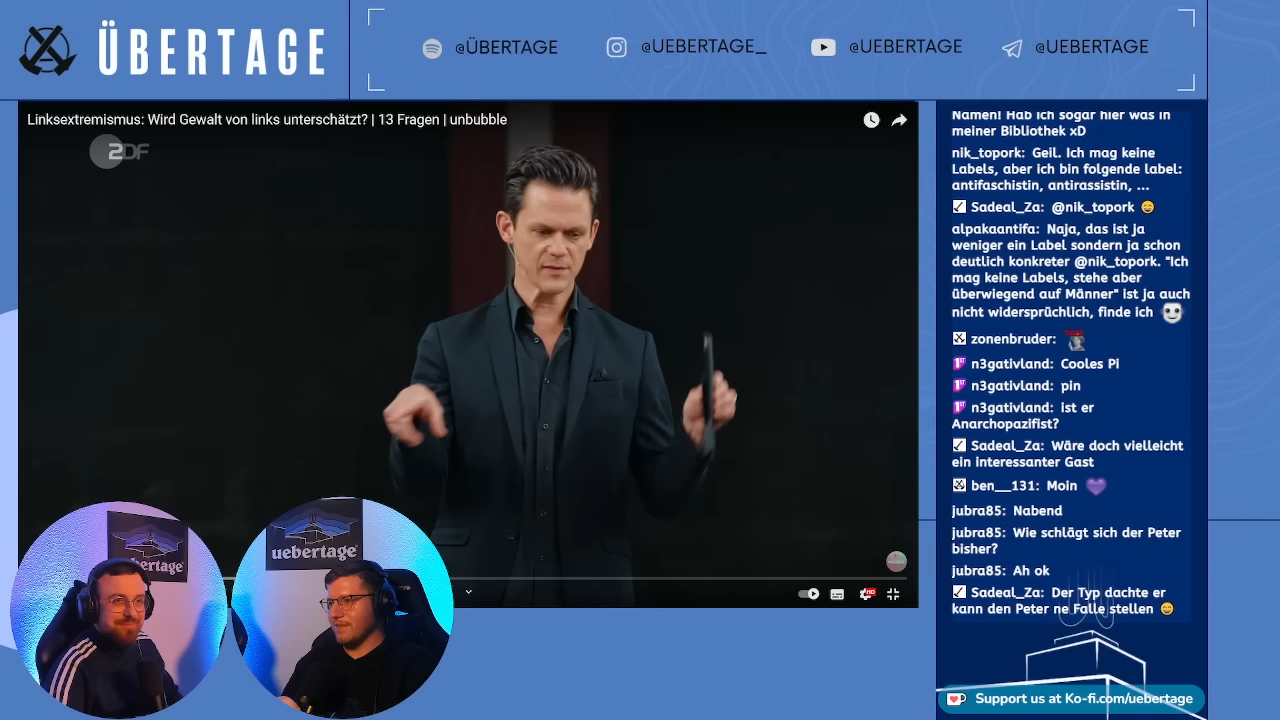 ÜBERTAGE
@ÜBERTAGE
@UEBERTAGE_
@UEBERTAGE
@UEBERTAGE
Linksextremismus: Wird Gewalt von links unterschätzt? | 13 Fragen | unbubble
2DF
HD
uebertage
uebertage
Namen! Hab ich sogar hier was in
meiner Bibliothek xD
nik_topork: Geil. Ich mag keine
Labels, aber ich bin folgende label:
antifaschistin, antirassistin, ...
Sadeal_Za: @nik_topork
alpakaantifa: Naja, das ist ja
weniger ein Label sondern ja schon
deutlich konkreter @nik_topork. "Ich
mag keine Labels, stehe aber
überwiegend auf Männer" ist ja auch
nicht widersprüchlich, finde ich
zonenbruder:
n3gativland: Cooles Pi
n3gativland: pin
n3gativland: ist er
Anarchopazifist?
Sadeal_Za: Wäre doch vielleicht
ein interessanter Gast
ben__131: Moin
jubra85: Nabend
jubra85: Wie schlägt sich der Peter
bisher?
jubra85: Ah ok
Sadeal_Za: Der Typ dachte er
kann den Peter ne Falle stellen
Support us at Ko-fi.com/uebertage